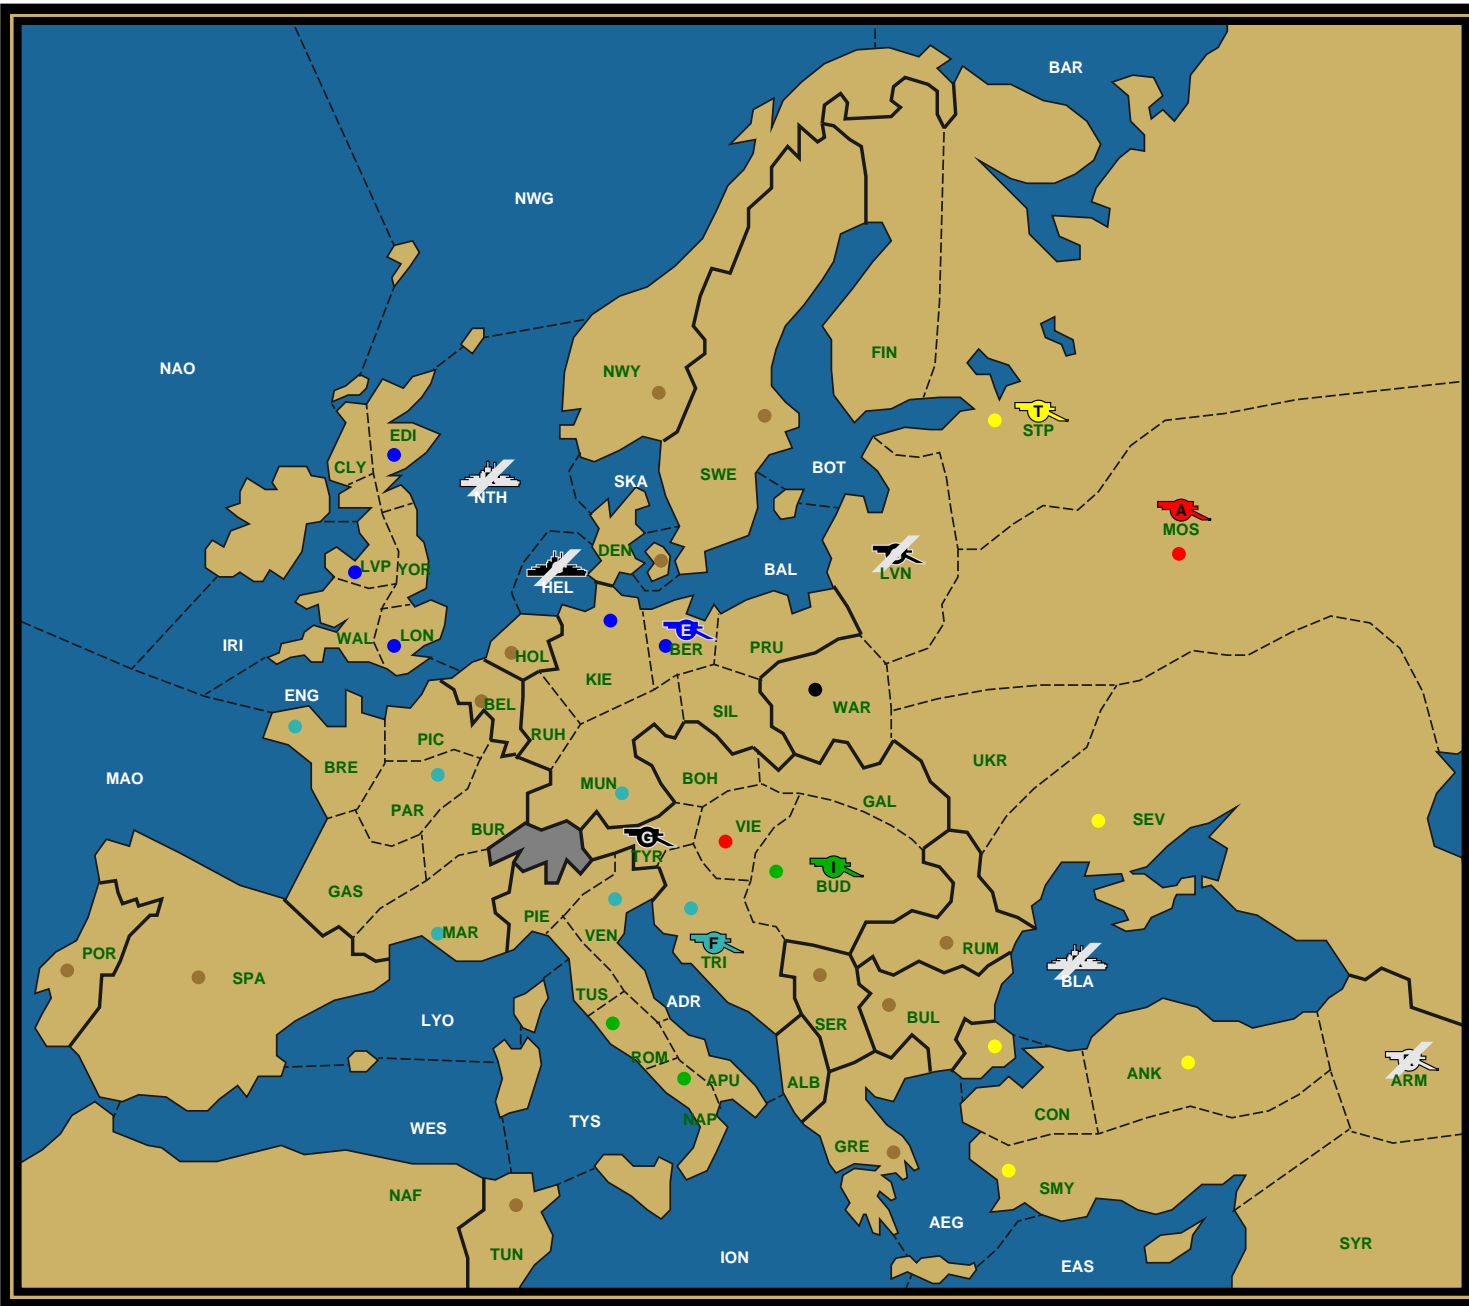 BAR
NWG
NAO
FIN
NWY
T
STP
EDI
CLY
SWE
BOT
SKA
NTH
A
MOS
DEN
LVP
YOR
BAL
LVN
HEL
WAL
LON
IRI
E
BER
PRU
HOL
KIE
ENG
BEL
SIL
WAR
PIC
RUH
BRE
UKR
MAO
MUN
BOH
PAR
GAL
BUR
VIE
SEV
G
TYR
I
BUD
GAS
PIE
MAR
VEN
F
TRI
RUM
POR
SPA
BLA
TUS
ADR
LYO
BUL
SER
ROM
ANK
ARM
APU
ALB
CON
NAP
TYS
WES
GRE
NAF
SMY
AEG
SYR
TUN
ION
EAS